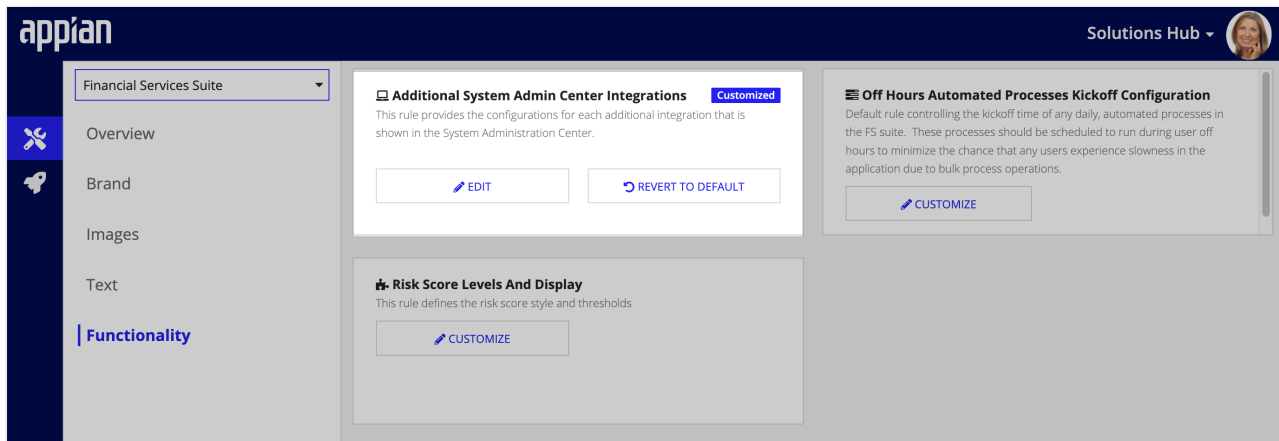 appian
Solutions Hub
Financial Services Suite
Overview
Brand
Images
Text
Functionality
Additional System Admin Center Integrations
Customized
This rule provides the configurations for each additional integration that is
shown in the System Administration Center.
EDIT
REVERT TO DEFAULT
Off Hours Automated Processes Kickoff Configuration
Default rule controlling the kickoff time of any daily, automated processes in
the FS suite.  These processes should be scheduled to run during user off
hours to minimize the chance that any users experience slowness in the
application due to bulk process operations.
CUSTOMIZE
Risk Score Levels And Display
This rule defines the risk score style and thresholds
CUSTOMIZE